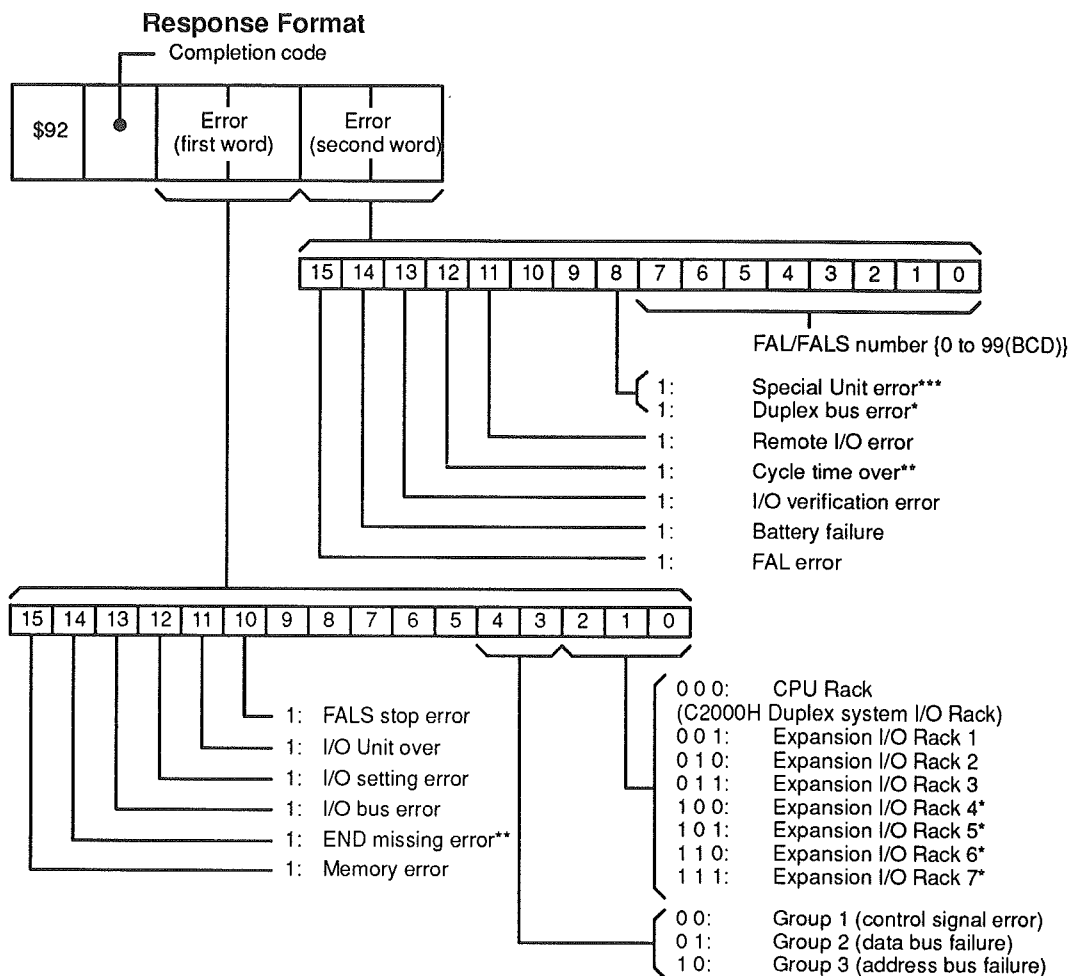 Response Format
Completion code
$92
Error
(first word)
Error
(second word)
15 14 13 12 11 10 9 8 7 6 5 4 3 2 1 0
FAL/FALS number {0 to 99(BCD)}
1: Special Unit error***
1: Duplex bus error*
1: Remote I/O error
1: Cycle time over**
1: I/O verification error
1: Battery failure
1: FAL error
15 14 13 12 11 10 9 8 7 6 5 4 3 2 1 0
1: FALS stop error
1: I/O Unit over
1: I/O setting error
1: I/O bus error
1: END missing error**
1: Memory error
0 0 0: CPU Rack
(C2000H Duplex system I/O Rack)
0 0 1: Expansion I/O Rack 1
0 1 0: Expansion I/O Rack 2
0 1 1: Expansion I/O Rack 3
1 0 0: Expansion I/O Rack 4*
1 0 1: Expansion I/O Rack 5*
1 1 0: Expansion I/O Rack 6*
1 1 1: Expansion I/O Rack 7*
0 0: Group 1 (control signal error)
0 1: Group 2 (data bus failure)
1 0: Group 3 (address bus failure)